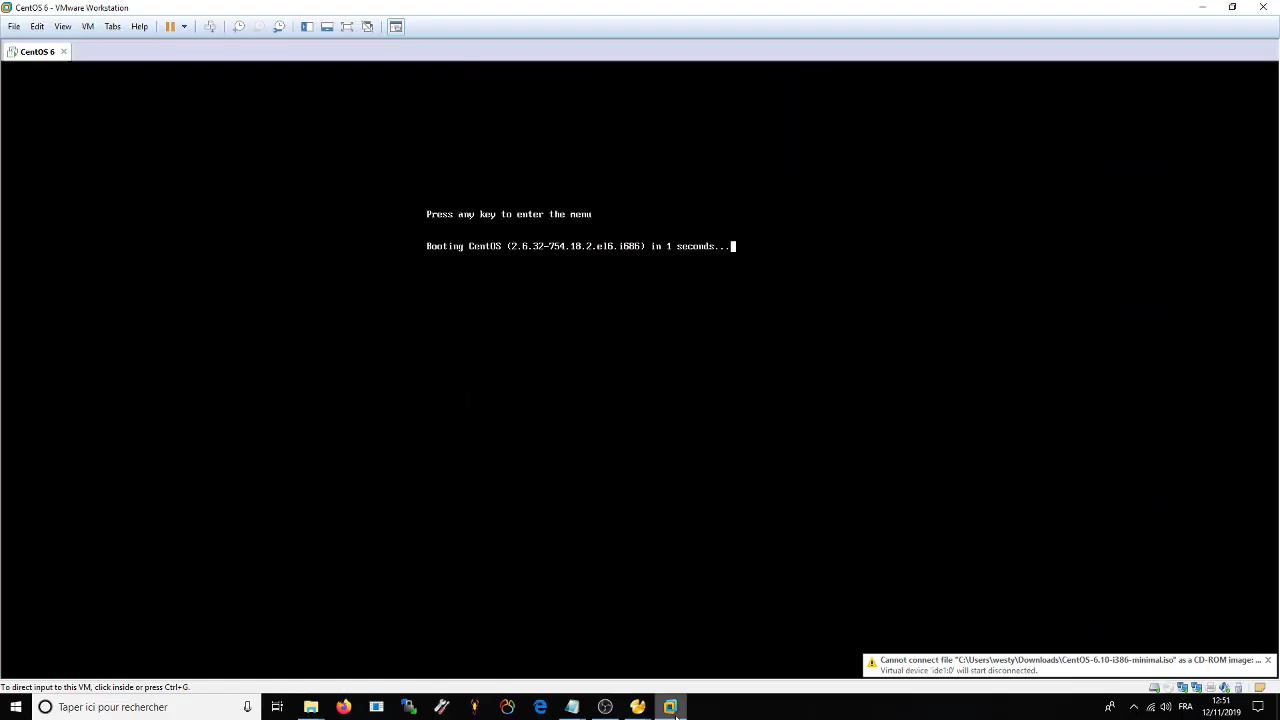 CentOS 6 - VMware Workstation
File Edit View VM Tabs Help
CentOS 6
Press any key to enter the menu
Booting CentOS (2.6.32-754.18.2.el6.i686) in 1 seconds...
Cannot connect file "C:\Users\westy\Downloads\CentOS-6.10-i386-minimal.iso" as a CD-ROM image: ...
Virtual device 'ide1:0' will start disconnected.
To direct input to this VM, click inside or press Ctrl+G.
Taper ici pour rechercher
FRA
12:51
12/11/2019